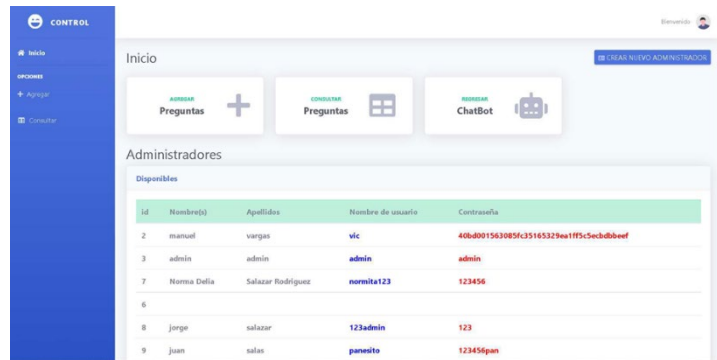 CONTROL
Bienvenido
Inicio
OPCIONES
Agregar
Consultar
Inicio
CREAR NUEVO ADMINISTRADOR
AGREGAR
Preguntas
CONSULTAR
Preguntas
REGRESAR
ChatBot
Administradores
Disponibles
id Nombre(s) Apellidos Nombre de usuario Contraseña
2 manuel vargas vic 40bd001563085fc35165329ea1ff5c5ecbdbbeef
3 admin admin admin admin
7 Norma Delia Salazar Rodriguez normita123 123456
6
8 jorge salazar 123admin 123
9 juan salas panesito 123456pan